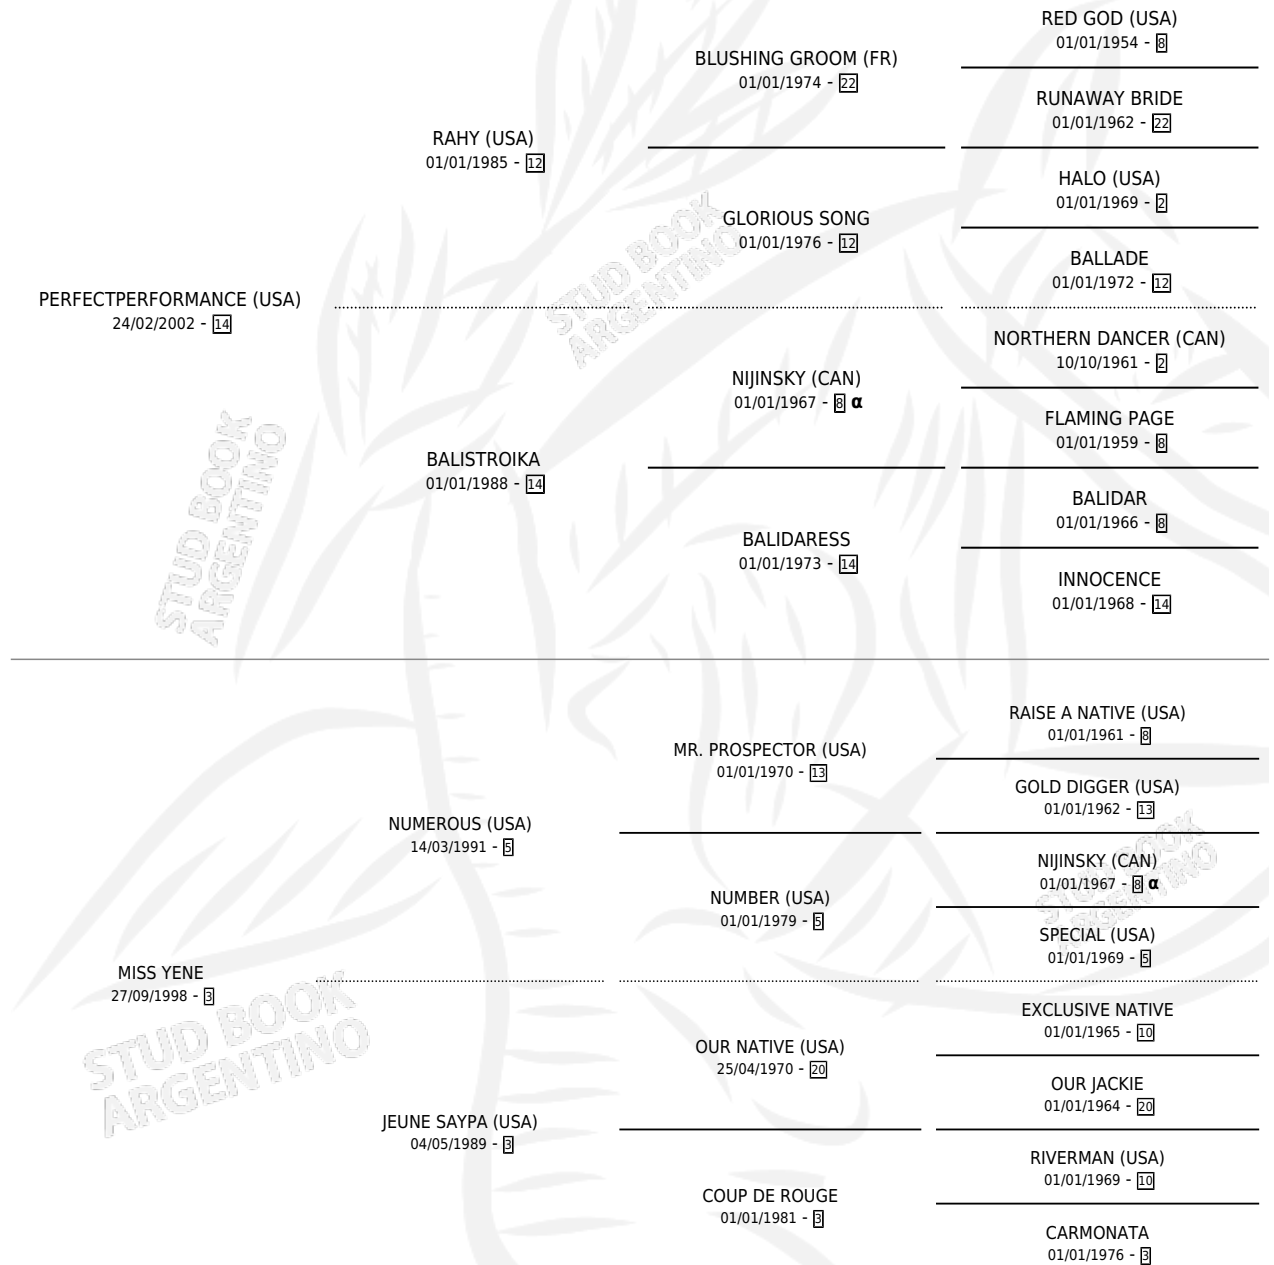 RED GOD (USA)
01/01/1954 - 8
BLUSHING GROOM (FR)
01/01/1974 - 22
RUNAWAY BRIDE
01/01/1962 - 22
RAHY (USA)
01/01/1985 - 12
HALO (USA)
01/01/1969 - 2
GLORIOUS SONG
01/01/1976 - 12
BALLADE
01/01/1972 - 12
STUD BOOK
ARGENTINO
PERFECTPERFORMANCE (USA)
24/02/2002 - 14
NORTHERN DANCER (CAN)
10/10/1961 - 2
NIJINSKY (CAN)
01/01/1967 - 8 α
FLAMING PAGE
01/01/1959 - 8
BALISTROIKA
01/01/1988 - 14
BALIDAR
01/01/1966 - 8
BALIDARESS
01/01/1973 - 14
INNOCENCE
01/01/1968 - 14
STUD BOOK
ARGENTINO
RAISE A NATIVE (USA)
01/01/1961 - 8
MR. PROSPECTOR (USA)
01/01/1970 - 13
GOLD DIGGER (USA)
01/01/1962 - 13
NUMEROUS (USA)
14/03/1991 - 5
NIJINSKY (CAN)
01/01/1967 - 8 α
STUD BOOK
ARGENTINO
NUMBER (USA)
01/01/1979 - 5
SPECIAL (USA)
01/01/1969 - 5
MISS YENE
27/09/1998 - 3
STUD BOOK
ARGENTINO
EXCLUSIVE NATIVE
01/01/1965 - 10
OUR NATIVE (USA)
25/04/1970 - 20
OUR JACKIE
01/01/1964 - 20
JEUNE SAYPA (USA)
04/05/1989 - 3
RIVERMAN (USA)
01/01/1969 - 10
COUP DE ROUGE
01/01/1981 - 3
CARMONATA
01/01/1976 - 3